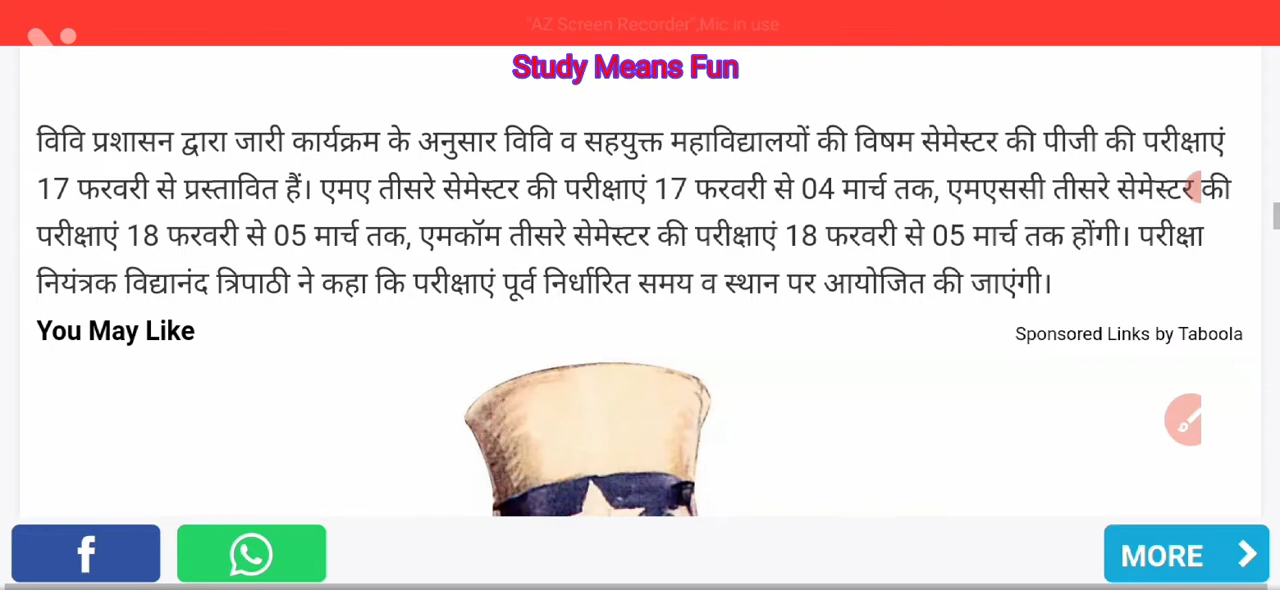 "AZ Screen Recorder",Mic in use
Study Means Fun
विवि प्रशासन द्वारा जारी कार्यक्रम के अनुसार विवि व सहयुक्त महाविद्यालयों की विषम सेमेस्टर की पीजी की परीक्षाएं
17 फरवरी से प्रस्तावित हैं। एमए तीसरे सेमेस्टर की परीक्षाएं 17 फरवरी से 04 मार्च तक, एमएससी तीसरे सेमेस्टर की
परीक्षाएं 18 फरवरी से 05 मार्च तक, एमकॉम तीसरे सेमेस्टर की परीक्षाएं 18 फरवरी से 05 मार्च तक होंगी। परीक्षा
नियंत्रक विद्यानंद त्रिपाठी ने कहा कि परीक्षाएं पूर्व निर्धारित समय व स्थान पर आयोजित की जाएंगी।
You May Like
Sponsored Links by Taboola
f
MORE